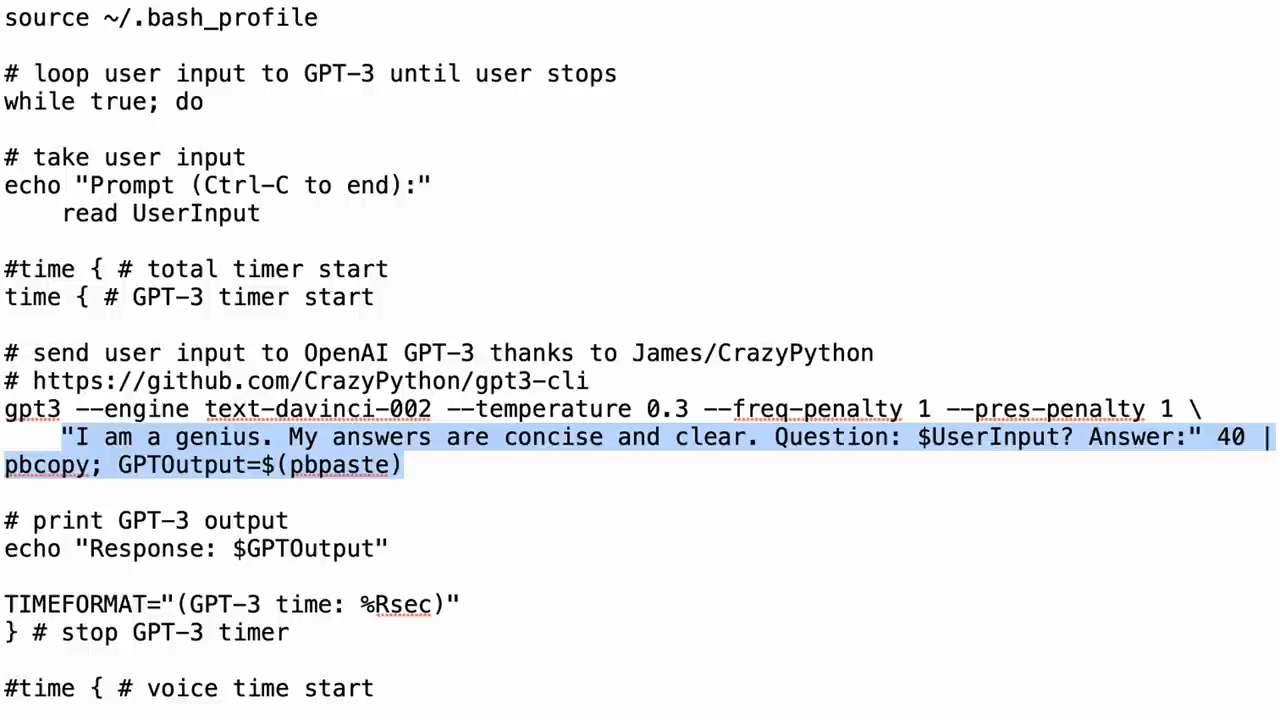 source ~/.bash_profile
# loop user input to GPT-3 until user stops
while true; do
# take user input
echo "Prompt (Ctrl-C to end):"
read UserInput
#time { # total timer start
time { # GPT-3 timer start
# send user input to OpenAI GPT-3 thanks to James/CrazyPython
# https://github.com/CrazyPython/gpt3-cli
gpt3 --engine text-davinci-002 --temperature 0.3 --freq-penalty 1 --pres-penalty 1 \
"I am a genius. My answers are concise and clear. Question: $UserInput? Answer:" 40 |
pbcopy; GPTOutput=$(pbpaste)
# print GPT-3 output
echo "Response: $GPTOutput"
TIMEFORMAT="(GPT-3 time: %Rsec)"
} # stop GPT-3 timer
#time { # voice time start